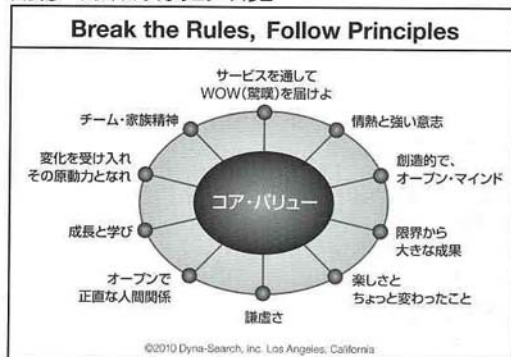 Break the Rules, Follow Principles
サービスを通して
WOW(驚嘆)を届けよ
チーム・家族精神
情熱と強い意志
変化を受け入れ
その原動力となれ
創造的で、
オープン・マインド
コア・バリュー
成長と学び
限界から
大きな成果
オープンで
正直な人間関係
楽しさと
ちょっと変わったこと
謙虚さ
©2010 Dyna-Search, Inc. Los Angeles, California